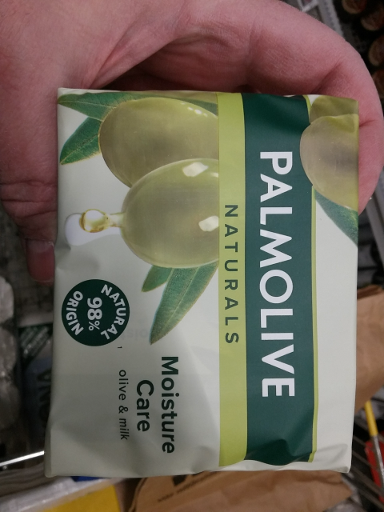 PALMOLIVE
NATURALS
Moisture
Care
olive & milk
NATURAL
98%
ORIGIN